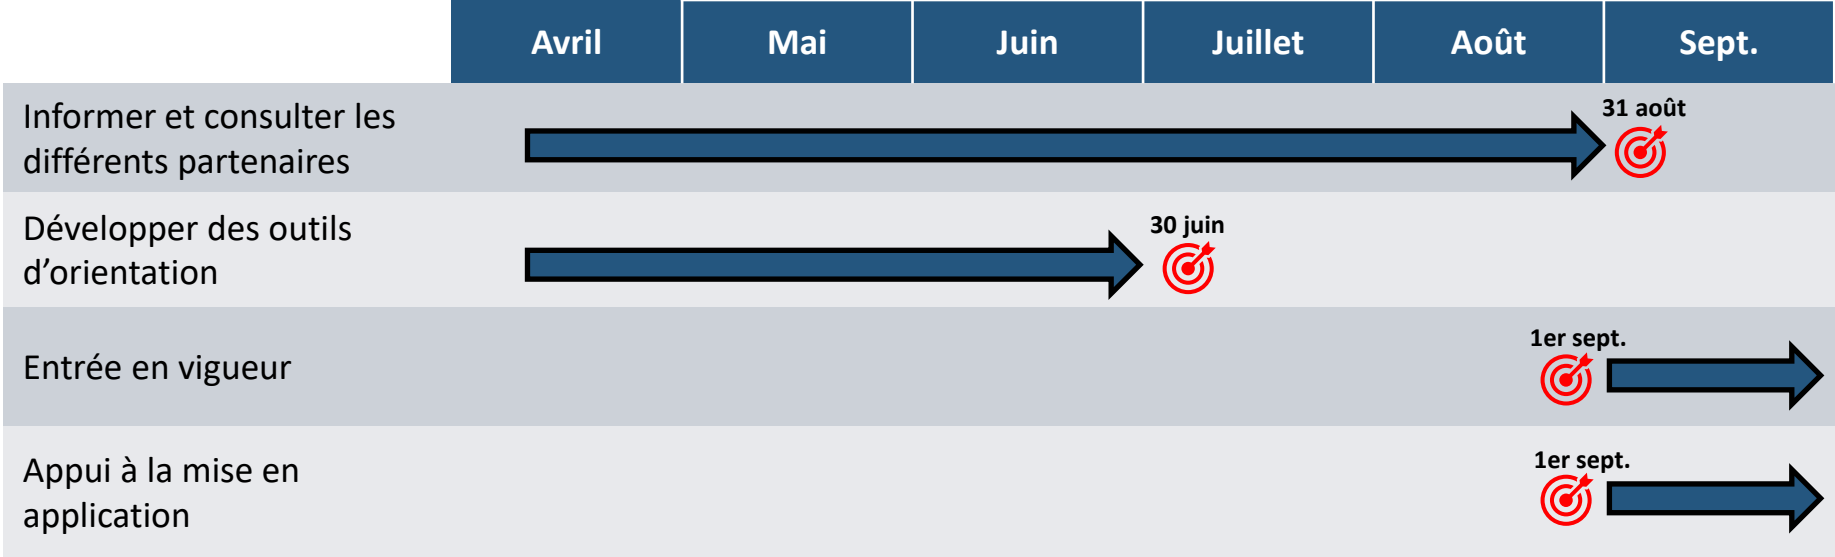 Avril Mai Juin Juillet Août Sept.
Informer et consulter les
différents partenaires
31 août
Développer des outils
d’orientation
30 juin
Entrée en vigueur
1er sept.
Appui à la mise en
application
1er sept.